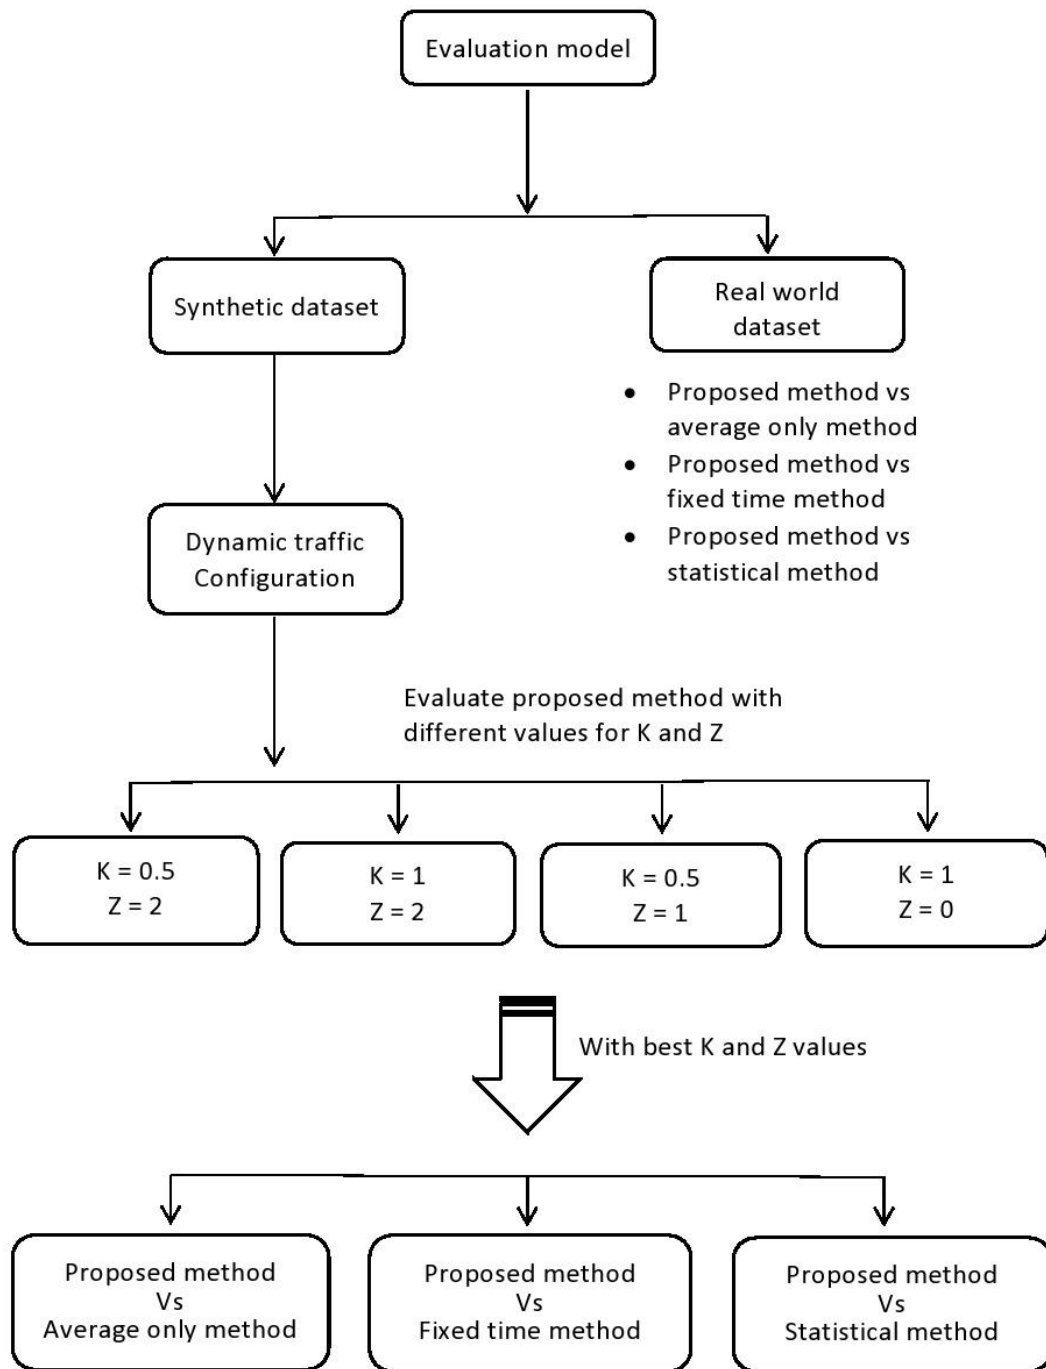 Evaluation model
Synthetic dataset
Real world
dataset
• Proposed method vs
average only method
• Proposed method vs
fixed time method
• Proposed method vs
statistical method
Dynamic traffic
Configuration
Evaluate proposed method with
different values for K and Z
K = 0.5
Z = 2
K = 1
Z = 2
K = 0.5
Z = 1
K = 1
Z = 0
With best K and Z values
Proposed method
Vs
Average only method
Proposed method
Vs
Fixed time method
Proposed method
Vs
Statistical method